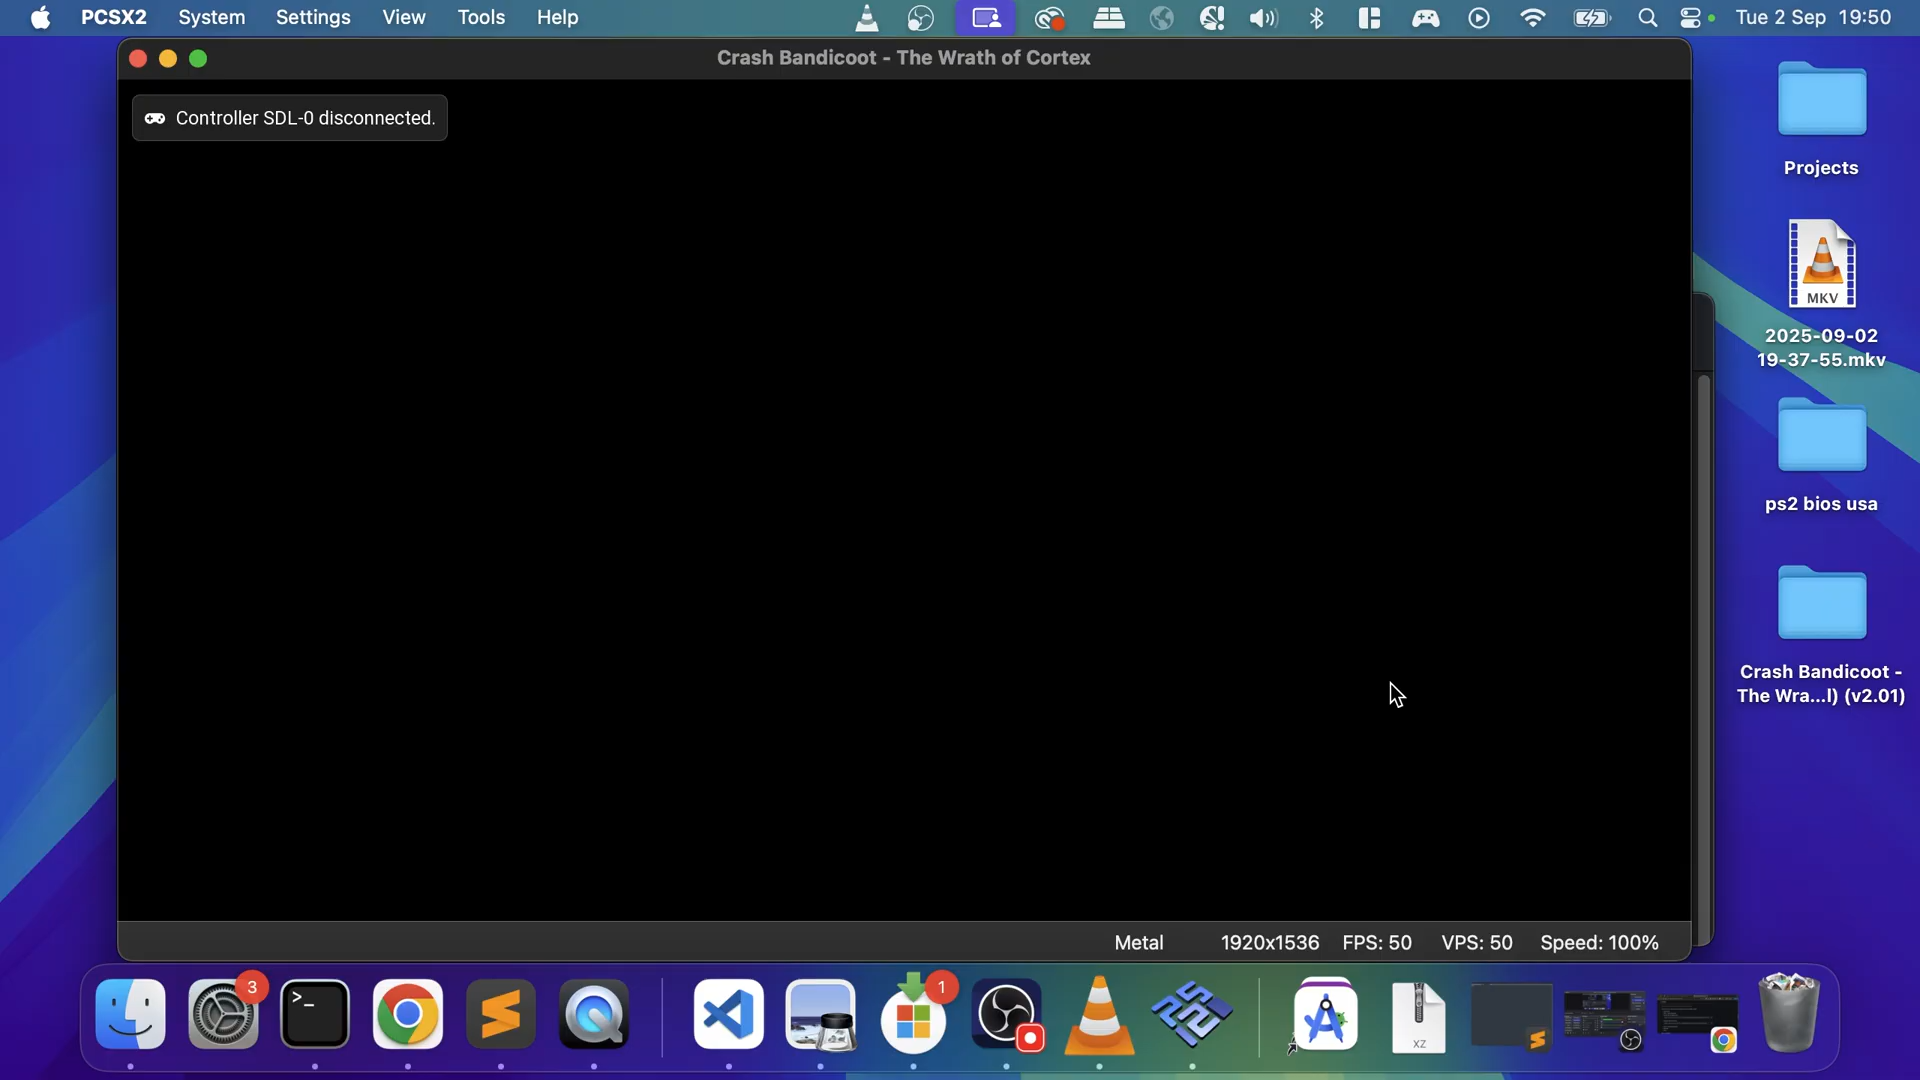 PCSX2 System Settings View Tools Help Tue 2 Sep 19:50
Crash Bandicoot - The Wrath of Cortex
Controller SDL-0 disconnected.
Projects
MKV
2025-09-02
19-37-55.mkv
ps2 bios usa
Crash Bandicoot -
The Wra...l) (v2.01)
Metal 1920x1536 FPS: 50 VPS: 50 Speed: 100%
3
1
>_
XZ